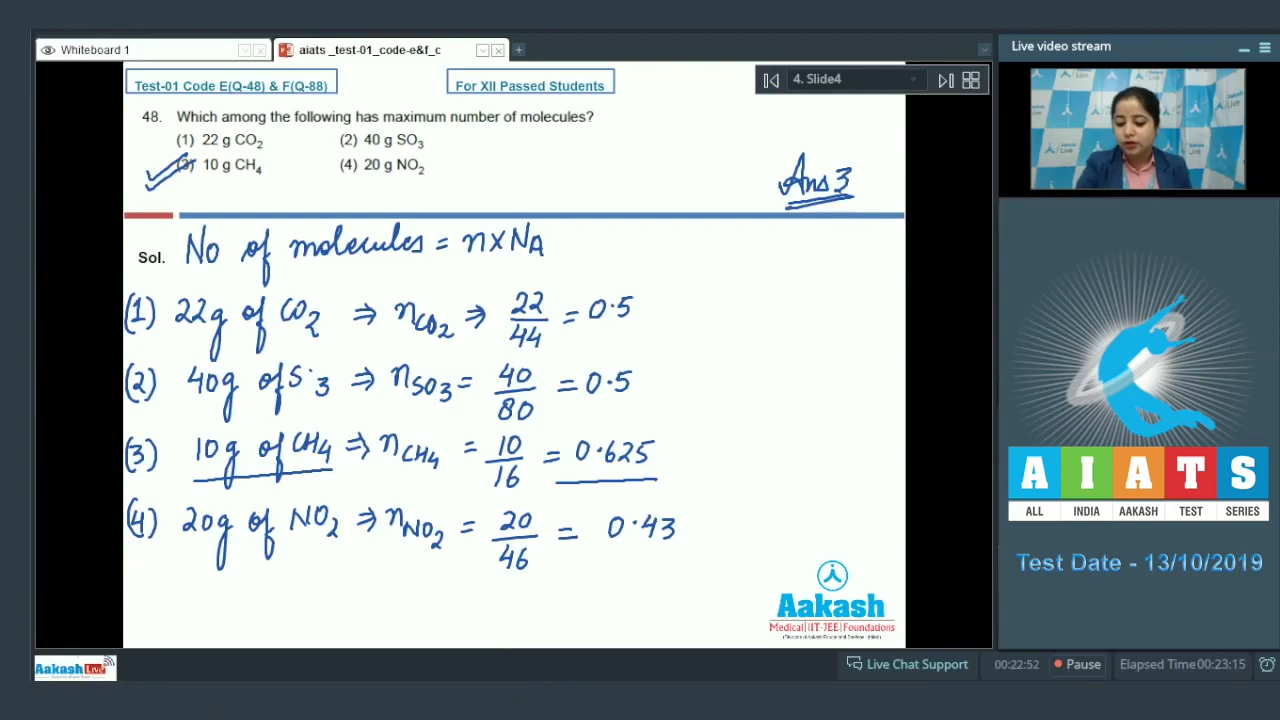 Whiteboard 1
aiats _test-01_code-e&f_c
Live video stream
Test-01 Code E(Q-48) & F(Q-88)
For XII Passed Students
4. Slide4
48. Which among the following has maximum number of molecules?
(1) 22 g CO₂ (2) 40 g SO₃
(3) 10 g CH₄ (4) 20 g NO₂
Ans 3
Sol. No of molecules = n×NA
(1) 22g of CO₂ ⇒ nCO₂ ⇒ 22/44 = 0.5
(2) 40g of S·3 ⇒ nSO₃ = 40/80 = 0.5
(3) 10g of CH₄ ⇒ nCH₄ = 10/16 = 0.625
(4) 20g of NO₂ ⇒ nNO₂ = 20/46 = 0.43
Aakash
Medical|IIT-JEE|Foundations
A I A T S
ALL INDIA AAKASH TEST SERIES
Test Date - 13/10/2019
Aakash Live
Live Chat Support
00:22:52
Pause
Elapsed Time 00:23:15